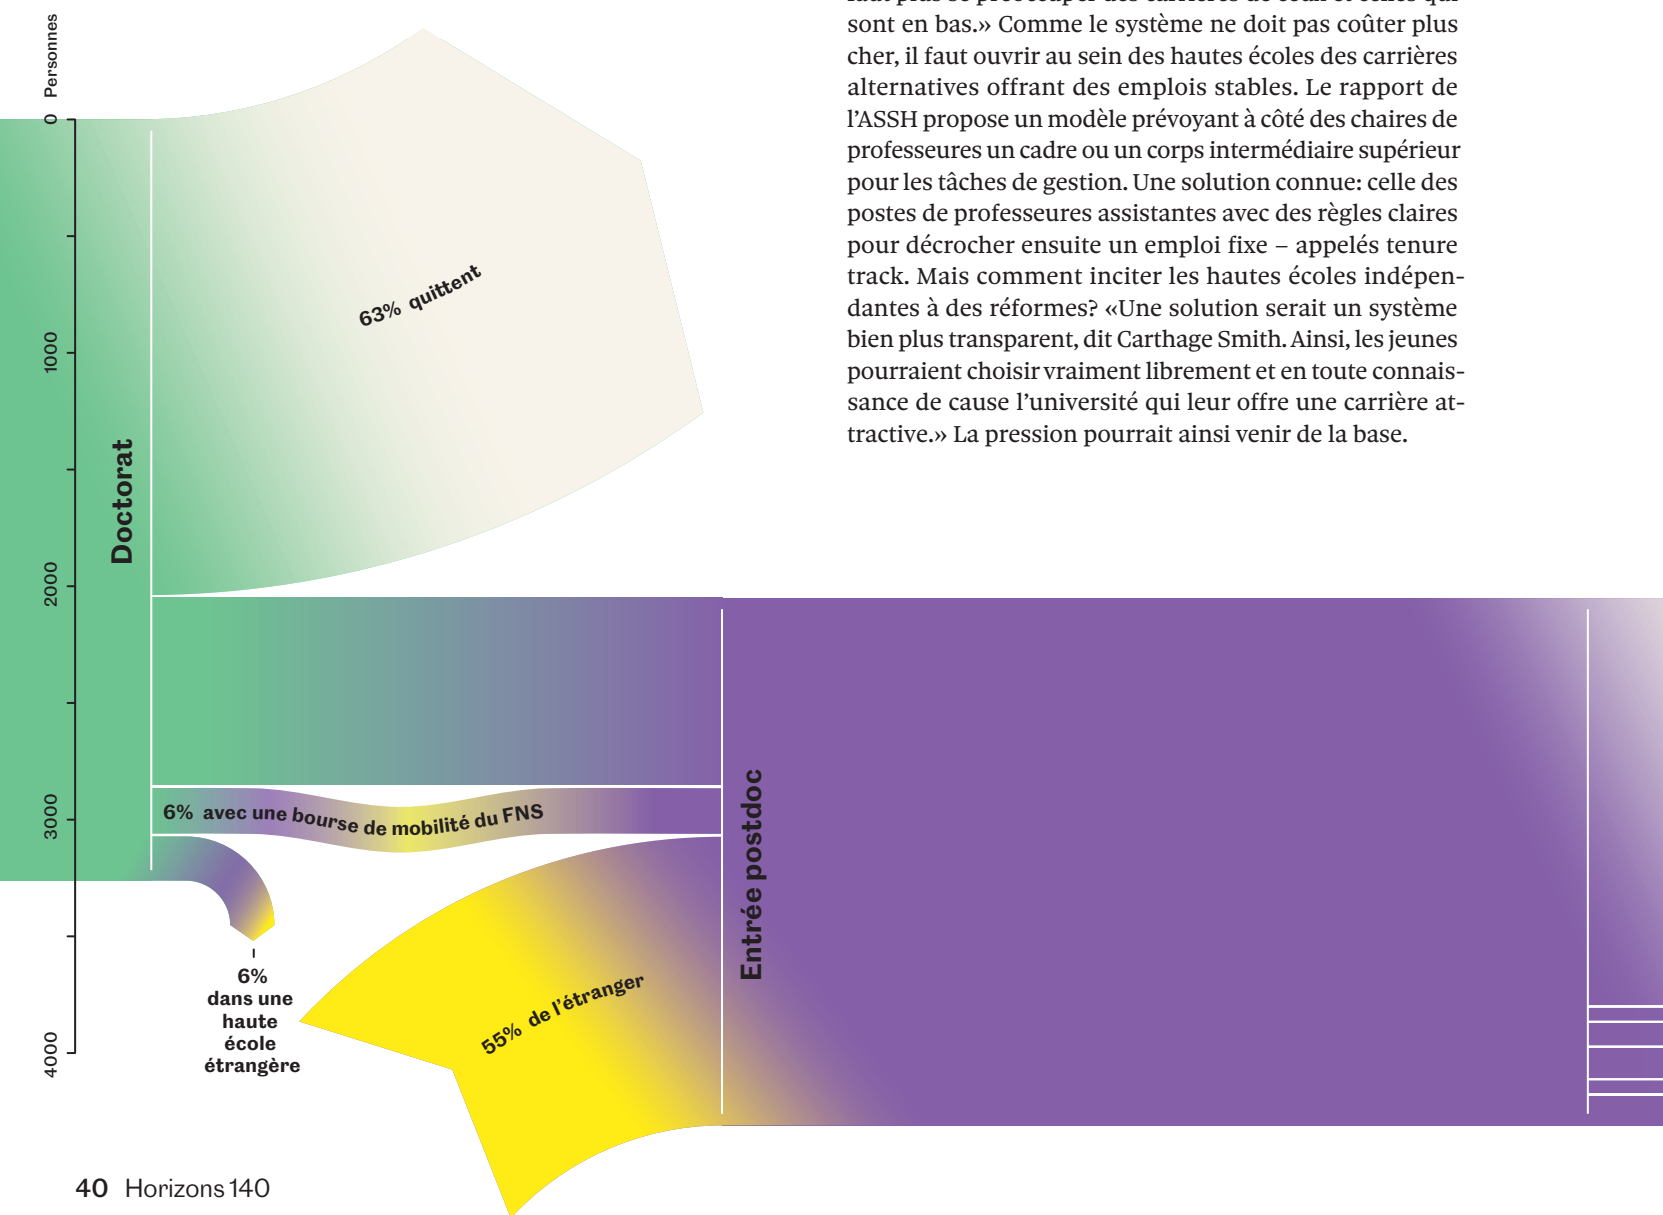 sont en bas.» Comme le système ne doit pas coûter plus
cher, il faut ouvrir au sein des hautes écoles des carrières
alternatives offrant des emplois stables. Le rapport de
l’ASSH propose un modèle prévoyant à côté des chaires de
professeures un cadre ou un corps intermédiaire supérieur
pour les tâches de gestion. Une solution connue: celle des
postes de professeures assistantes avec des règles claires
pour décrocher ensuite un emploi fixe – appelés tenure
track. Mais comment inciter les hautes écoles indépen-
dantes à des réformes? «Une solution serait un système
bien plus transparent, dit Carthage Smith. Ainsi, les jeunes
pourraient choisir vraiment librement et en toute connais-
sance de cause l’université qui leur offre une carrière at-
tractive.» La pression pourrait ainsi venir de la base.
Personnes
0
1000
2000
3000
4000
Doctorat
63% quittent
6% avec une bourse de mobilité du FNS
6%
dans une
haute
école
étrangère
55% de l’étranger
Entrée postdoc
40 Horizons 140